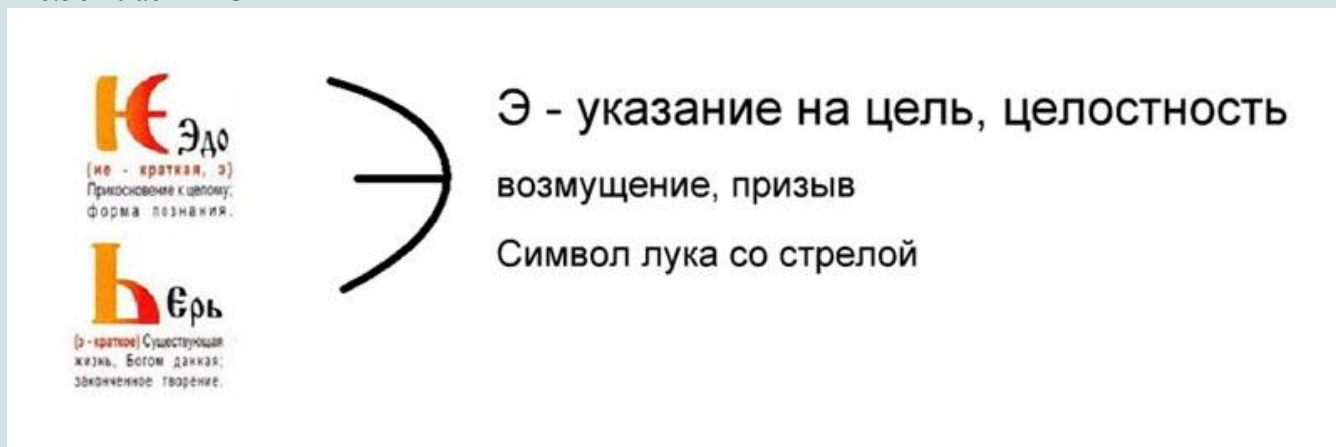 Эдо
(ие - краткая, э)
Прикосновение к целому;
форма познания.
Ь Єрь
(э - краткое) Существующая
жизнь, Богом данная;
законченное творение.
Э - указание на цель, целостность
возмущение, призыв
Символ лука со стрелой